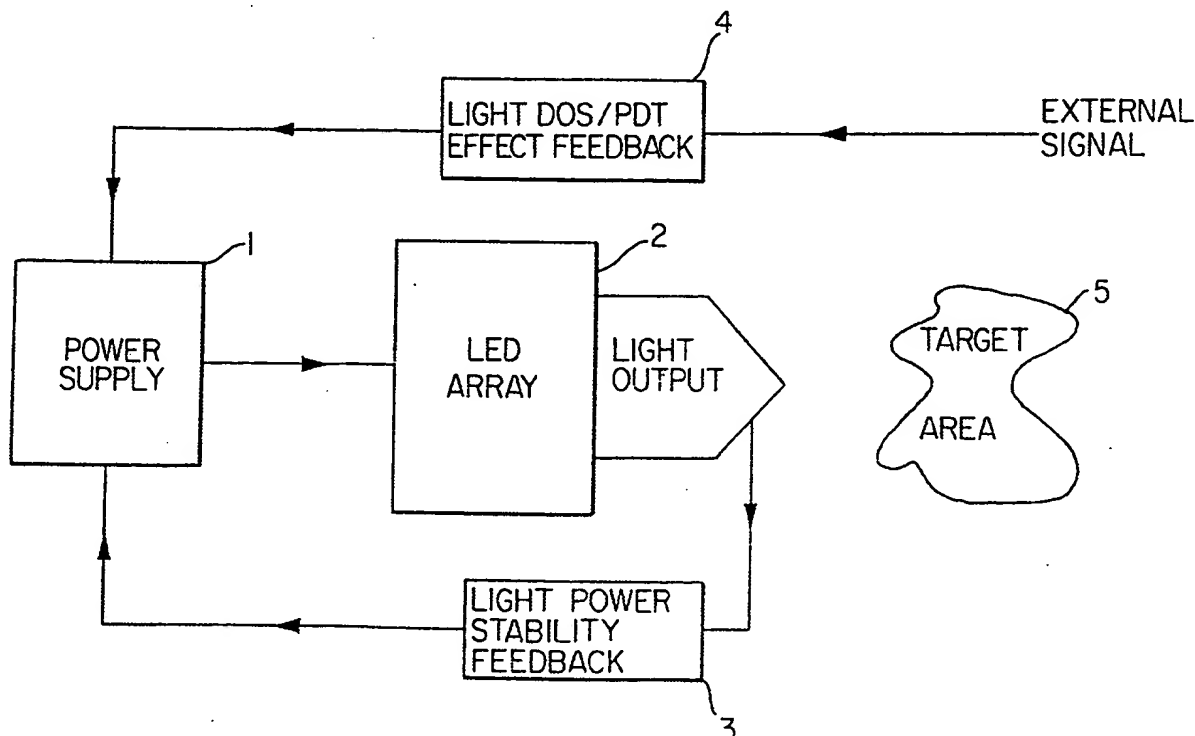 4
LIGHT DOS/PDT
EFFECT FEEDBACK
EXTERNAL
SIGNAL
1
POWER
SUPPLY
2
LED
ARRAY
LIGHT
OUTPUT
5
TARGET
AREA
LIGHT POWER
STABILITY
FEEDBACK
3